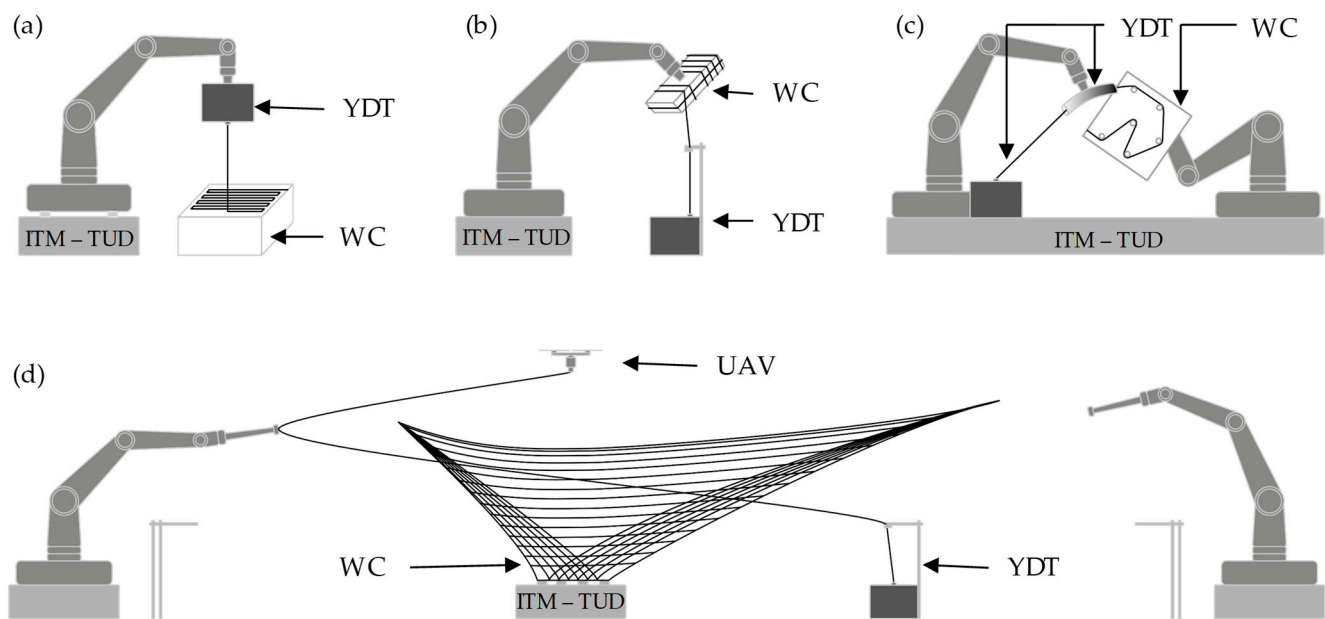 (a)
YDT
WC
ITM – TUD
(b)
WC
YDT
ITM – TUD
(c)
YDT
WC
ITM – TUD
(d)
UAV
WC
YDT
ITM – TUD